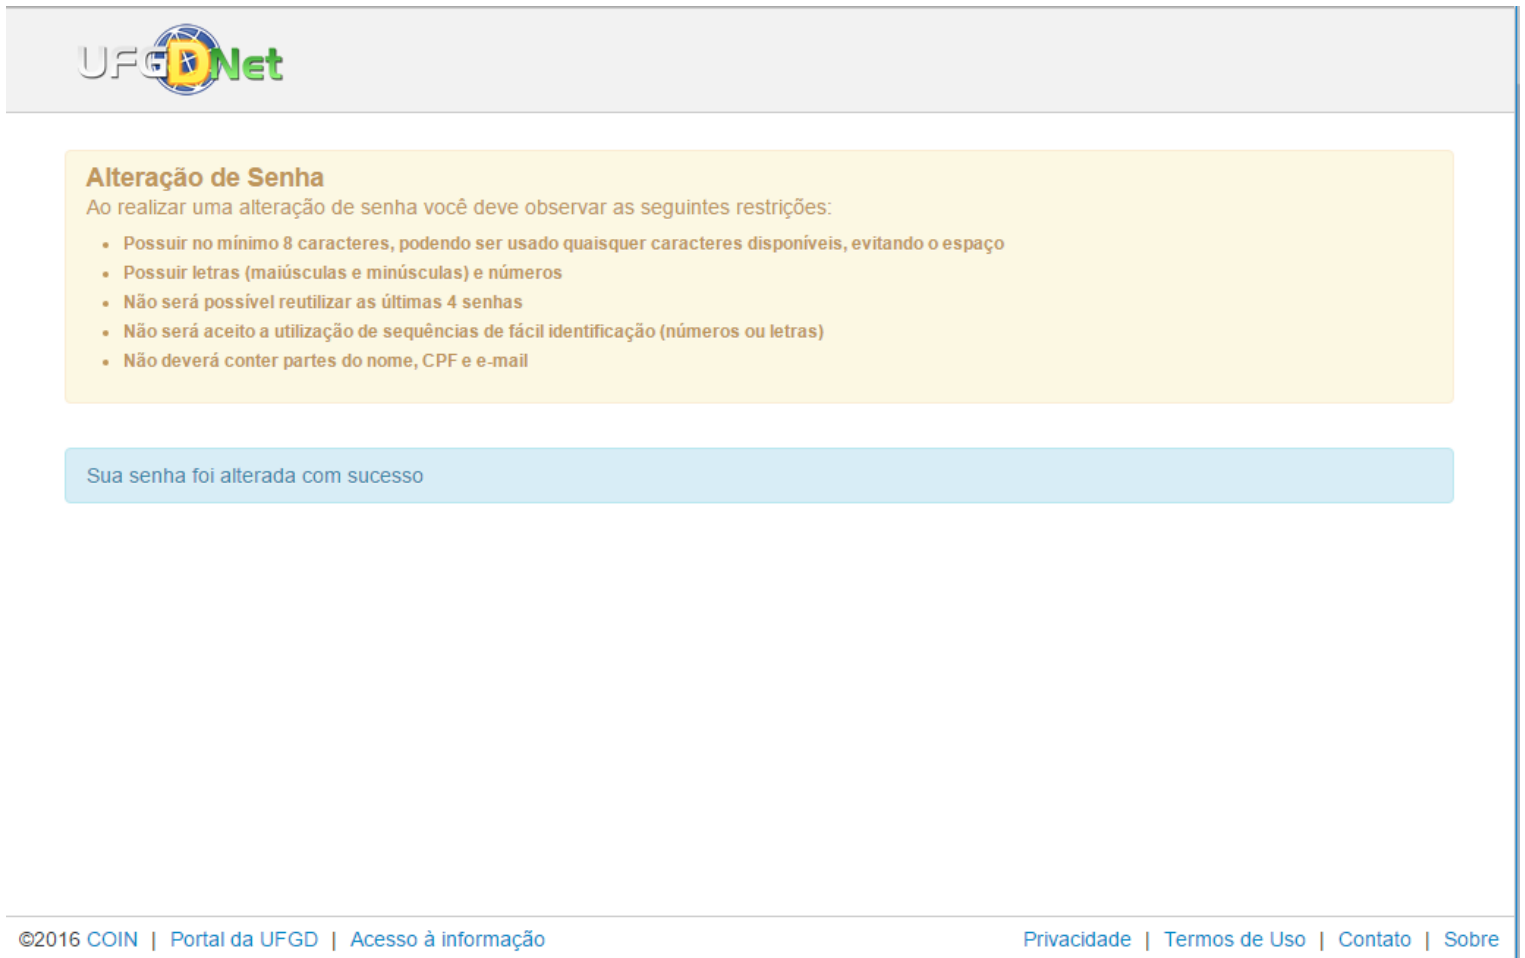 UFGDNet
Alteração de Senha
Ao realizar uma alteração de senha você deve observar as seguintes restrições:
• Possuir no mínimo 8 caracteres, podendo ser usado quaisquer caracteres disponíveis, evitando o espaço
• Possuir letras (maiúsculas e minúsculas) e números
• Não será possível reutilizar as últimas 4 senhas
• Não será aceito a utilização de sequências de fácil identificação (números ou letras)
• Não deverá conter partes do nome, CPF e e-mail
Sua senha foi alterada com sucesso
©2016 COIN | Portal da UFGD | Acesso à informação
Privacidade | Termos de Uso | Contato | Sobre